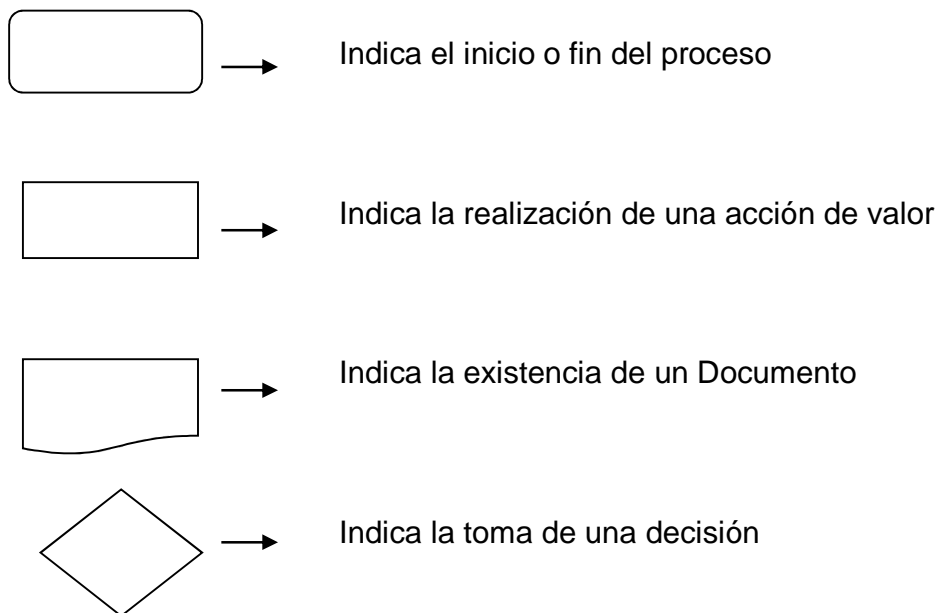 Indica el inicio o fin del proceso
Indica la realización de una acción de valor
Indica la existencia de un Documento
Indica la toma de una decisión